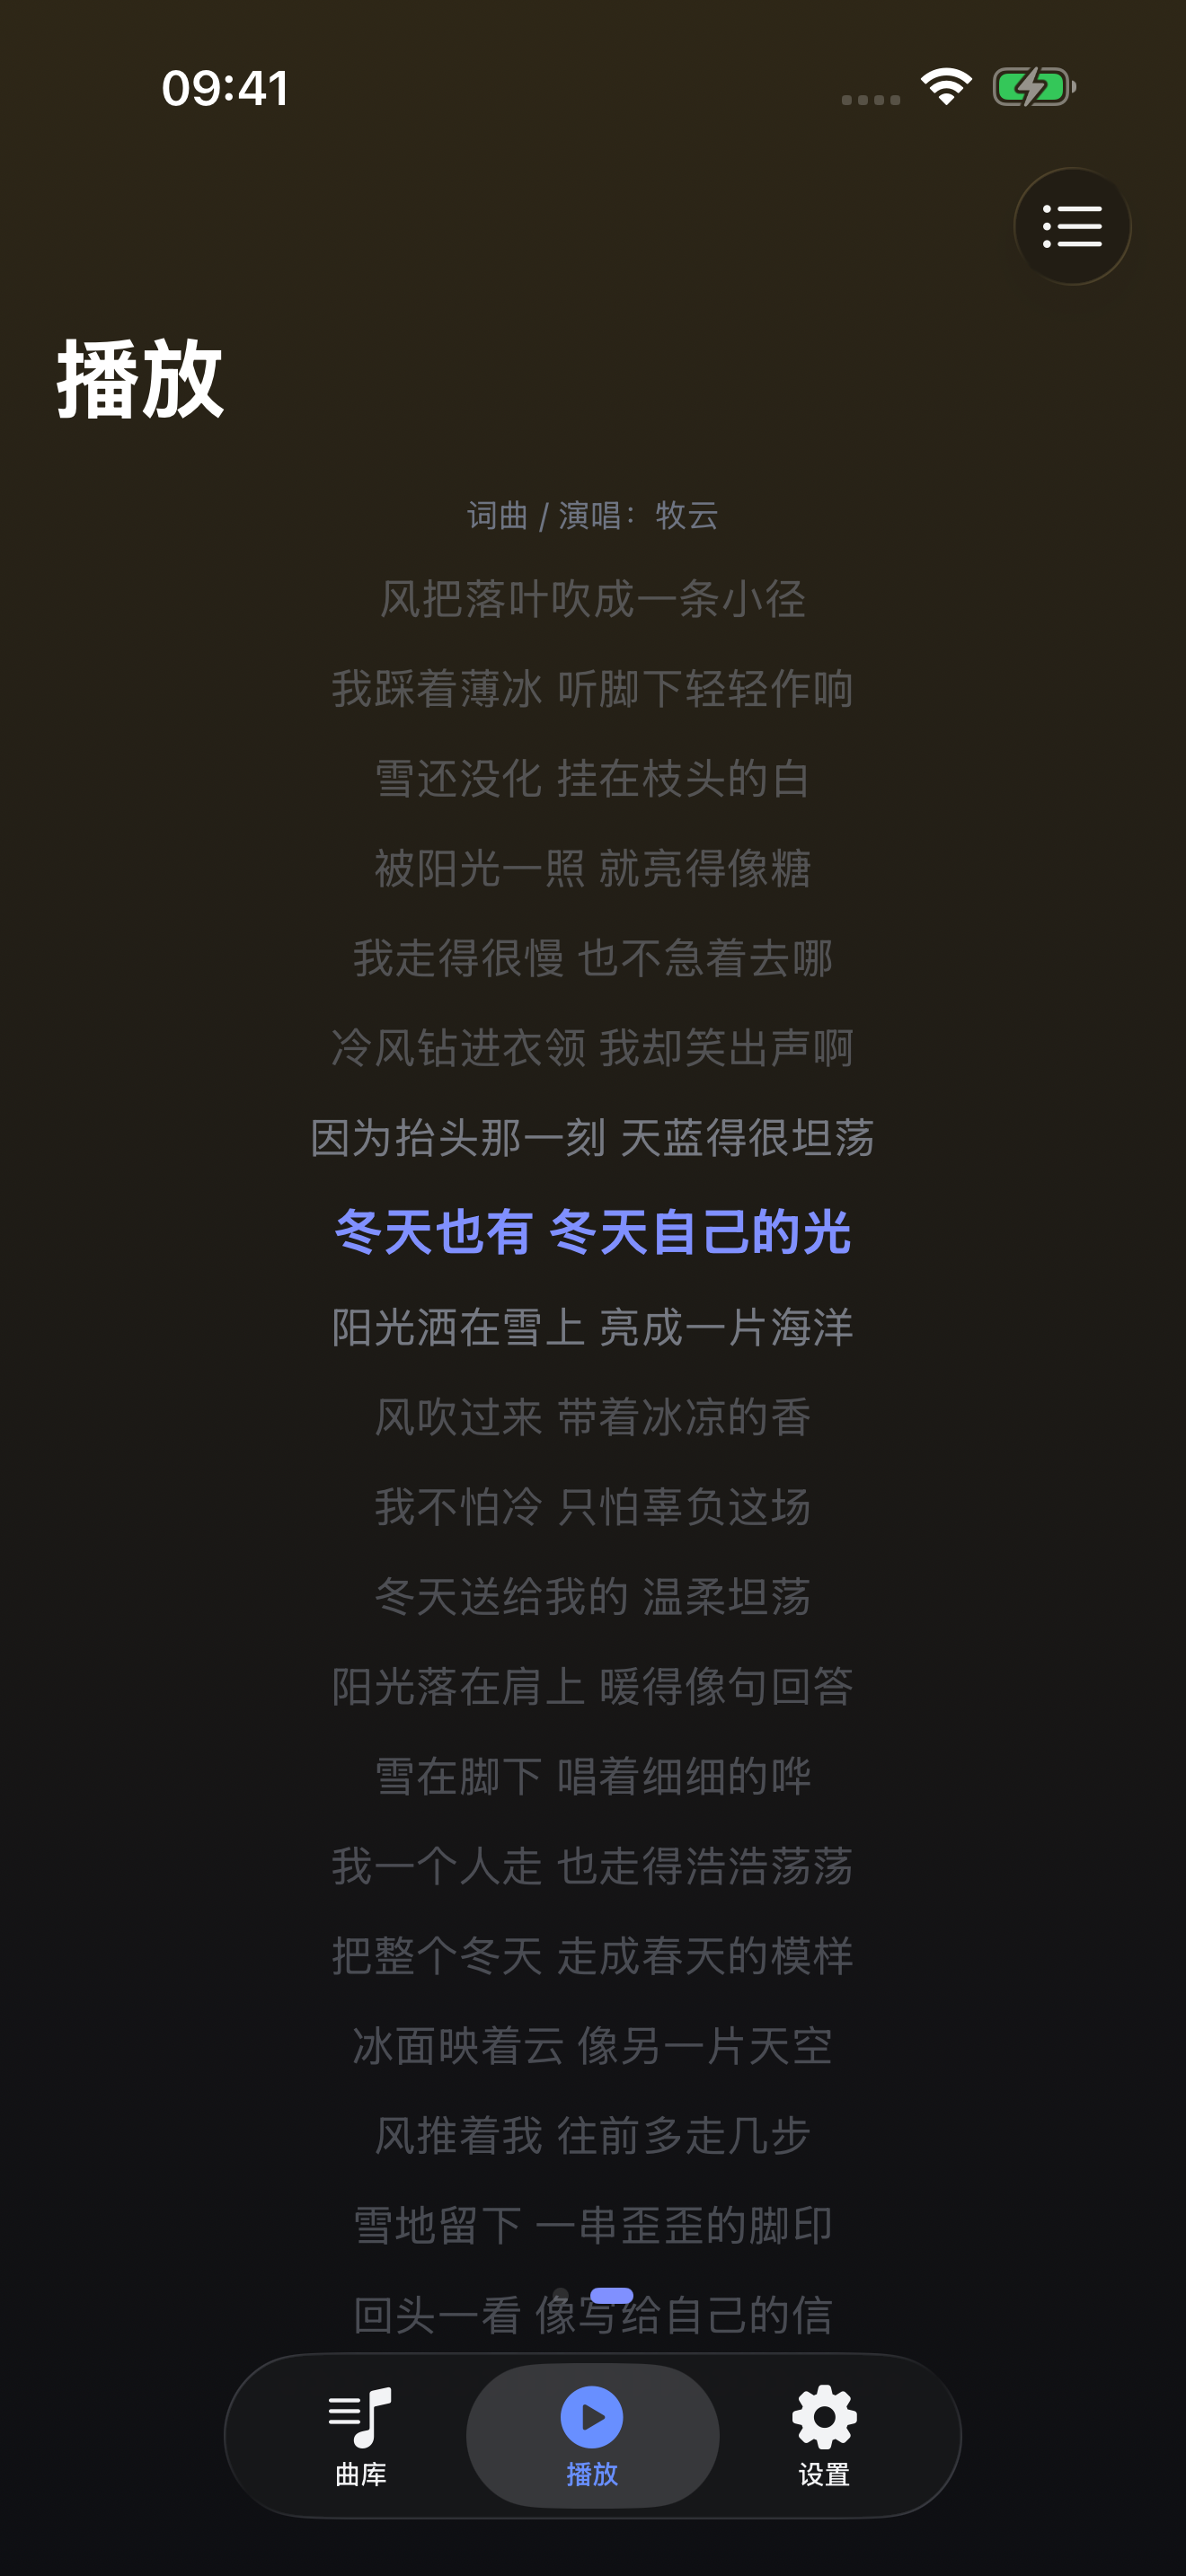 09:41
播放
词曲 / 演唱：牧云
风把落叶吹成一条小径
我踩着薄冰 听脚下轻轻作响
雪还没化 挂在枝头的白
被阳光一照 就亮得像糖
我走得很慢 也不急着去哪
冷风钻进衣领 我却笑出声啊
因为抬头那一刻 天蓝得很坦荡
冬天也有 冬天自己的光
阳光洒在雪上 亮成一片海洋
风吹过来 带着冰凉的香
我不怕冷 只怕辜负这场
冬天送给我的 温柔坦荡
阳光落在肩上 暖得像句回答
雪在脚下 唱着细细的哗
我一个人走 也走得浩浩荡荡
把整个冬天 走成春天的模样
冰面映着云 像另一片天空
风推着我 往前多走几步
雪地留下 一串歪歪的脚印
回头一看 像写给自己的信
曲库
播放
设置